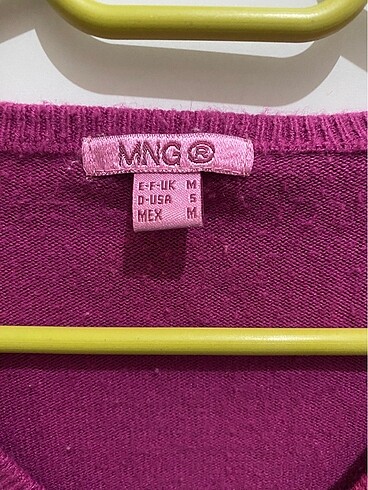 MNG ®
E-F-UK M
D-USA S
MEX M